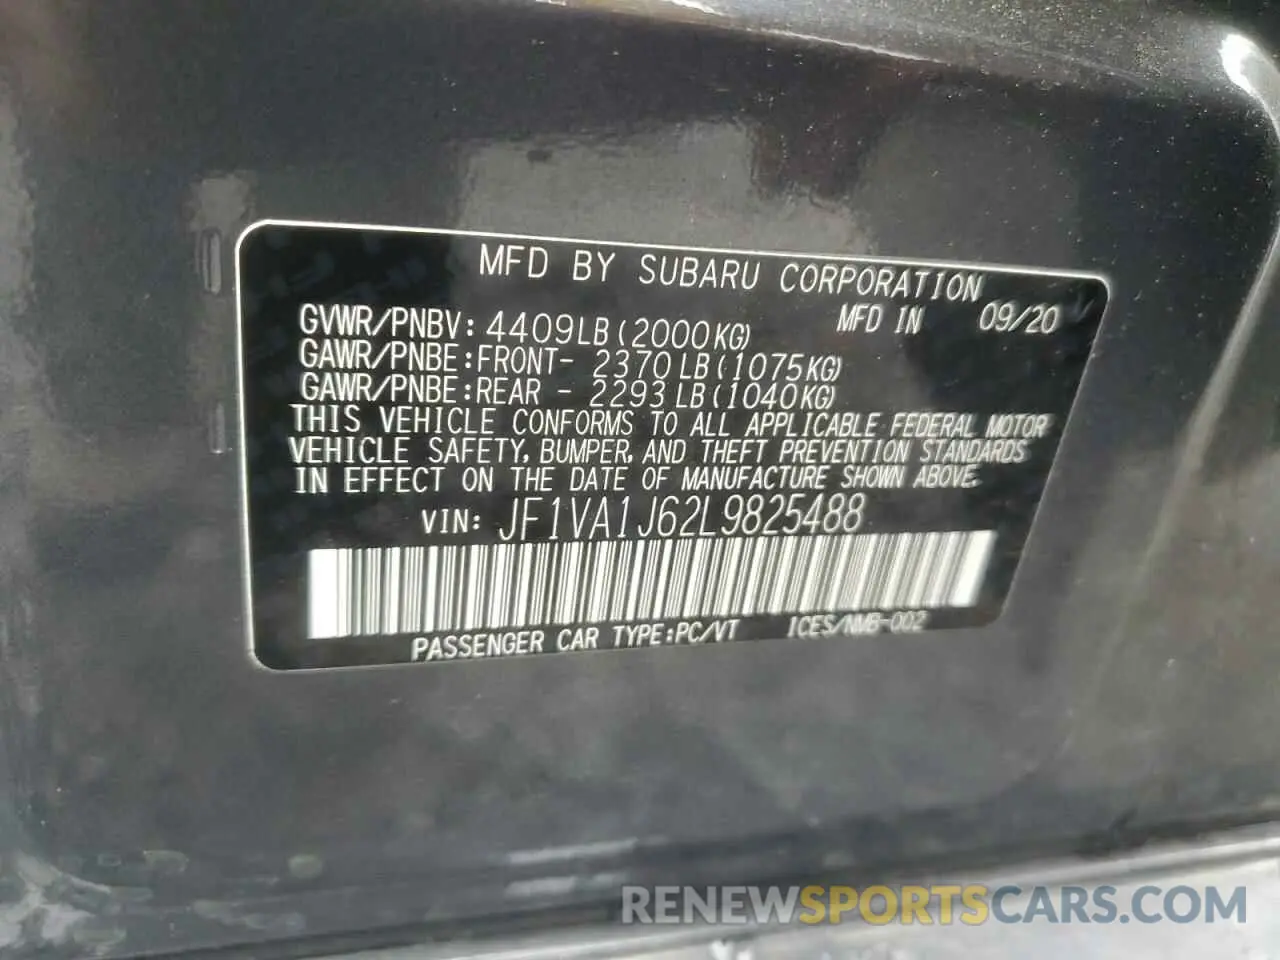 MFD BY SUBARU CORPORATION
GVWR/PNBV: 4409LB(2000KG) MFD IN 09/20
GAWR/PNBE:FRONT- 2370LB(1075KG)
GAWR/PNBE:REAR - 2293LB(1040KG)
THIS VEHICLE CONFORMS TO ALL APPLICABLE FEDERAL MOTOR
VEHICLE SAFETY, BUMPER, AND THEFT PREVENTION STANDARDS
IN EFFECT ON THE DATE OF MANUFACTURE SHOWN ABOVE.
VIN: JF1VA1J62L9825488
PASSENGER CAR TYPE:PC/VT ICES/NMB-002
RENEWSPORTSCARS.COM